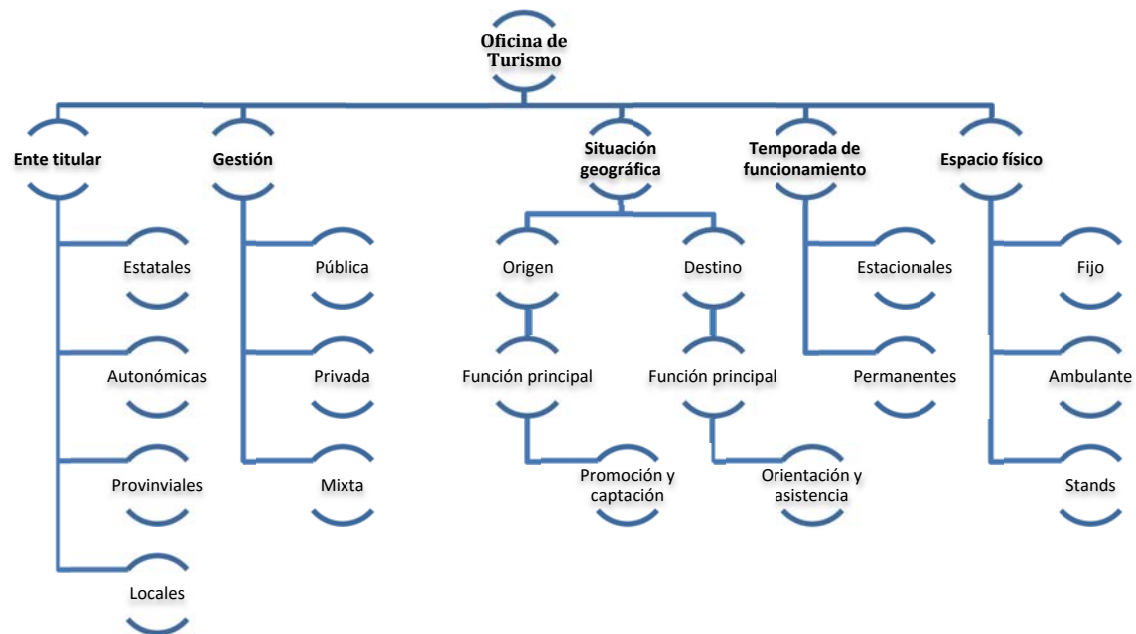 Oficina de
Turismo
Ente titular
Gestión
Situación
geográfica
Temporada de
funcionamiento
Espacio físico
Estatales
Pública
Origen
Destino
Estacionales
Fijo
Autonómicas
Privada
Función principal
Función principal
Permanentes
Ambulante
Provinviales
Mixta
Promoción y
captación
Orientación y
asistencia
Stands
Locales